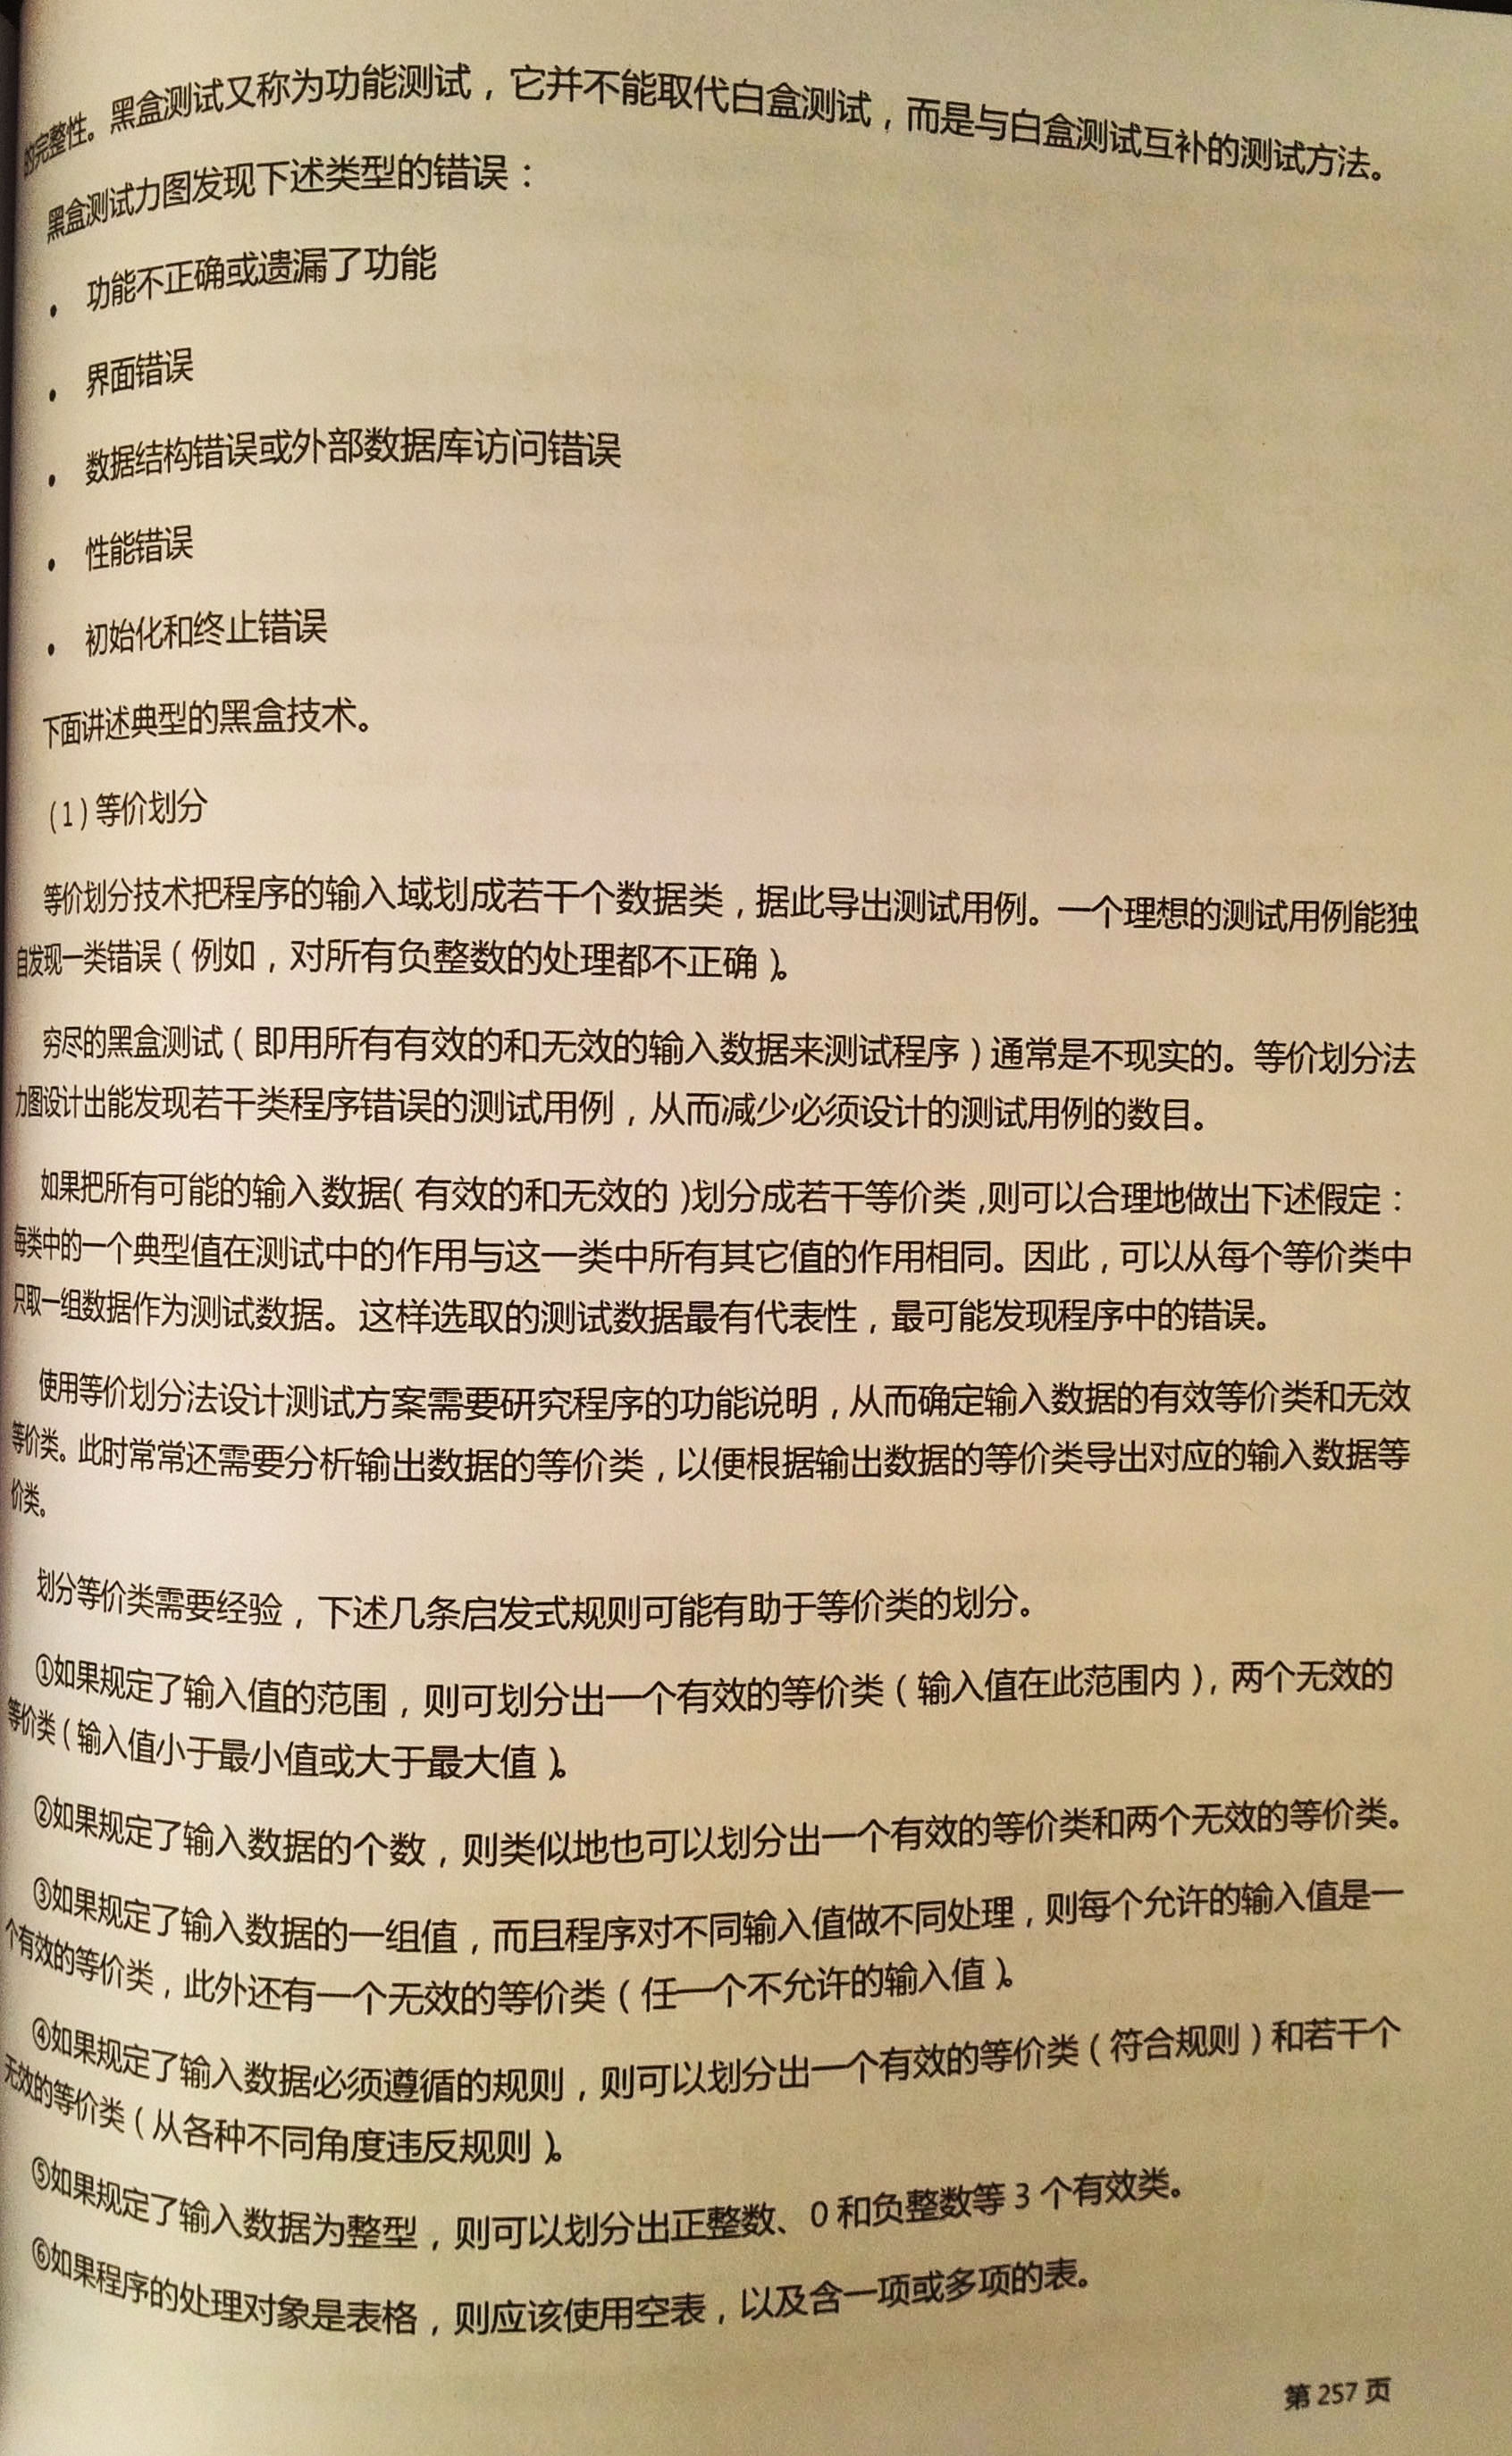 的完整性。黑盒测试又称为功能测试，它并不能取代白盒测试，而是与白盒测试互补的测试方法。
黑盒测试力图发现下述类型的错误：
• 功能不正确或遗漏了功能
• 界面错误
• 数据结构错误或外部数据库访问错误
• 性能错误
• 初始化和终止错误
下面讲述典型的黑盒技术。
（1）等价划分
等价划分技术把程序的输入域划成若干个数据类，据此导出测试用例。一个理想的测试用例能独
自发现一类错误（例如，对所有负整数的处理都不正确）。
穷尽的黑盒测试（即用所有有效的和无效的输入数据来测试程序）通常是不现实的。等价划分法
力图设计出能发现若干类程序错误的测试用例，从而减少必须设计的测试用例的数目。
如果把所有可能的输入数据（有效的和无效的）划分成若干等价类，则可以合理地做出下述假定：
每类中的一个典型值在测试中的作用与这一类中所有其它值的作用相同。因此，可以从每个等价类中
只取一组数据作为测试数据。这样选取的测试数据最有代表性，最可能发现程序中的错误。
使用等价划分法设计测试方案需要研究程序的功能说明，从而确定输入数据的有效等价类和无效
等价类。此时常常还需要分析输出数据的等价类，以便根据输出数据的等价类导出对应的输入数据等
价类。
划分等价类需要经验，下述几条启发式规则可能有助于等价类的划分。
①如果规定了输入值的范围，则可划分出一个有效的等价类（输入值在此范围内），两个无效的
等价类（输入值小于最小值或大于最大值）。
②如果规定了输入数据的个数，则类似地也可以划分出一个有效的等价类和两个无效的等价类。
③如果规定了输入数据的一组值，而且程序对不同输入值做不同处理，则每个允许的输入值是一
个有效的等价类，此外还有一个无效的等价类（任一个不允许的输入值）。
④如果规定了输入数据必须遵循的规则，则可以划分出一个有效的等价类（符合规则）和若干个
无效的等价类（从各种不同角度违反规则）。
⑤如果规定了输入数据为整型，则可以划分出正整数、0 和负整数等 3 个有效类。
⑥如果程序的处理对象是表格，则应该使用空表，以及含一项或多项的表。
第 257 页